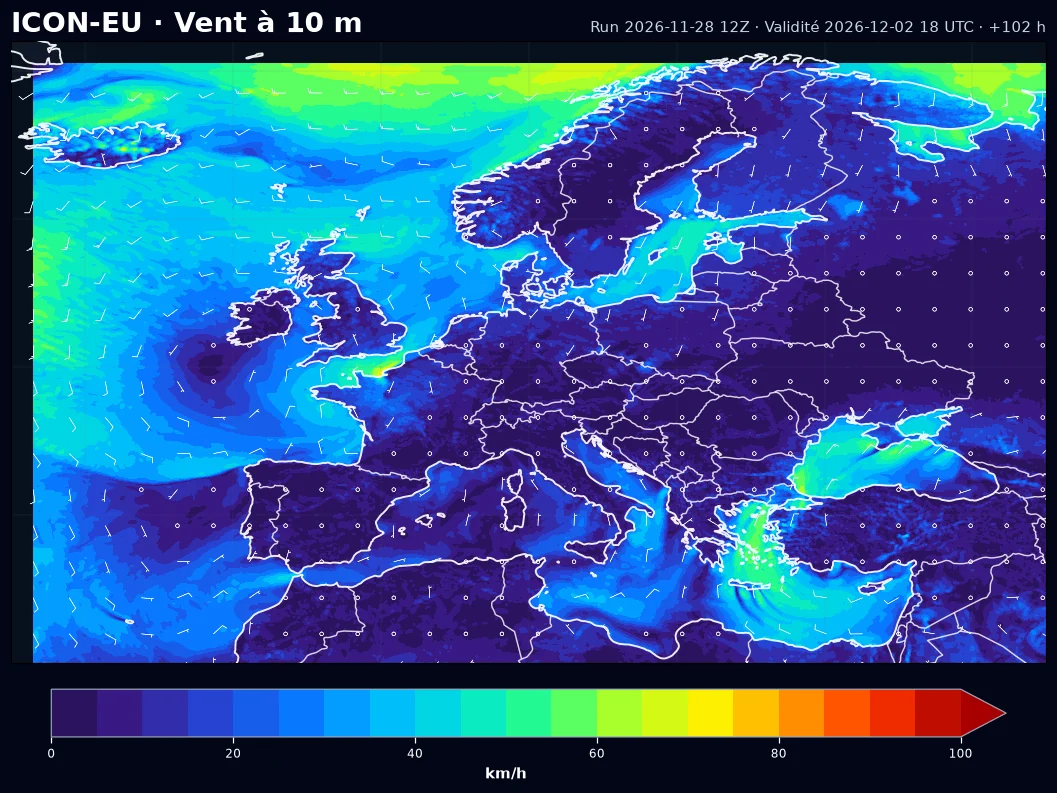 ICON-EU · Vent à 10 m
Run 2026-11-28 12Z · Validité 2026-12-02 18 UTC · +102 h
0 20 40 60 80 100
km/h